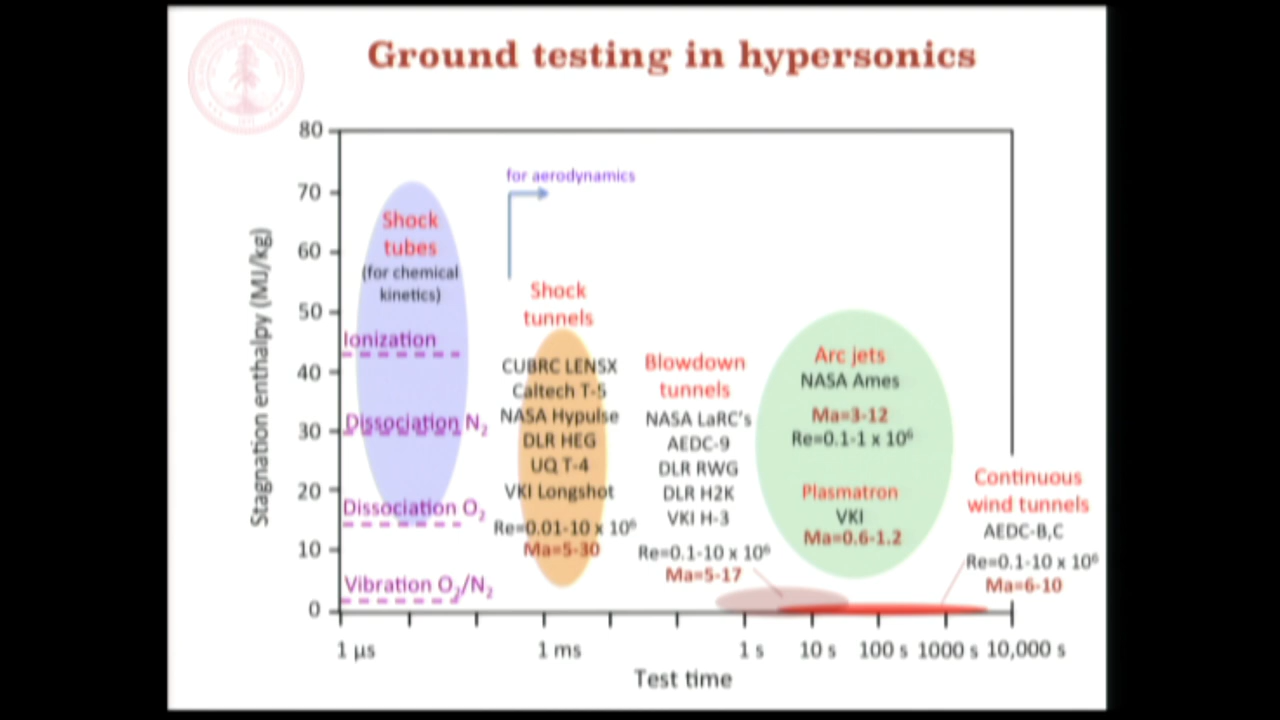 Ground testing in hypersonics
80
70
60
50
40
30
20
10
0
Stagnation enthalpy (MJ/kg)
for aerodynamics
Shock
tubes
(for chemical
kinetics)
Ionization
Dissociation N₂
Dissociation O₂
Vibration O₂/N₂
Shock
tunnels
CUBRC LENSX
Caltech T-5
NASA Hypulse
DLR HEG
UQ T-4
VKI Longshot
Re=0.01-10 x 10⁶
Ma=5-30
Blowdown
tunnels
NASA LaRC's
AEDC-9
DLR RWG
DLR H2K
VKI H-3
Re=0.1-10 x 10⁶
Ma=5-17
Arc jets
NASA Ames
Ma=3-12
Re=0.1-1 x 10⁶
Plasmatron
VKI
Ma=0.6-1.2
Continuous
wind tunnels
AEDC-B,C
Re=0.1-10 x 10⁶
Ma=6-10
1 µs
1 ms
1 s
10 s
100 s
1000 s
10,000 s
Test time